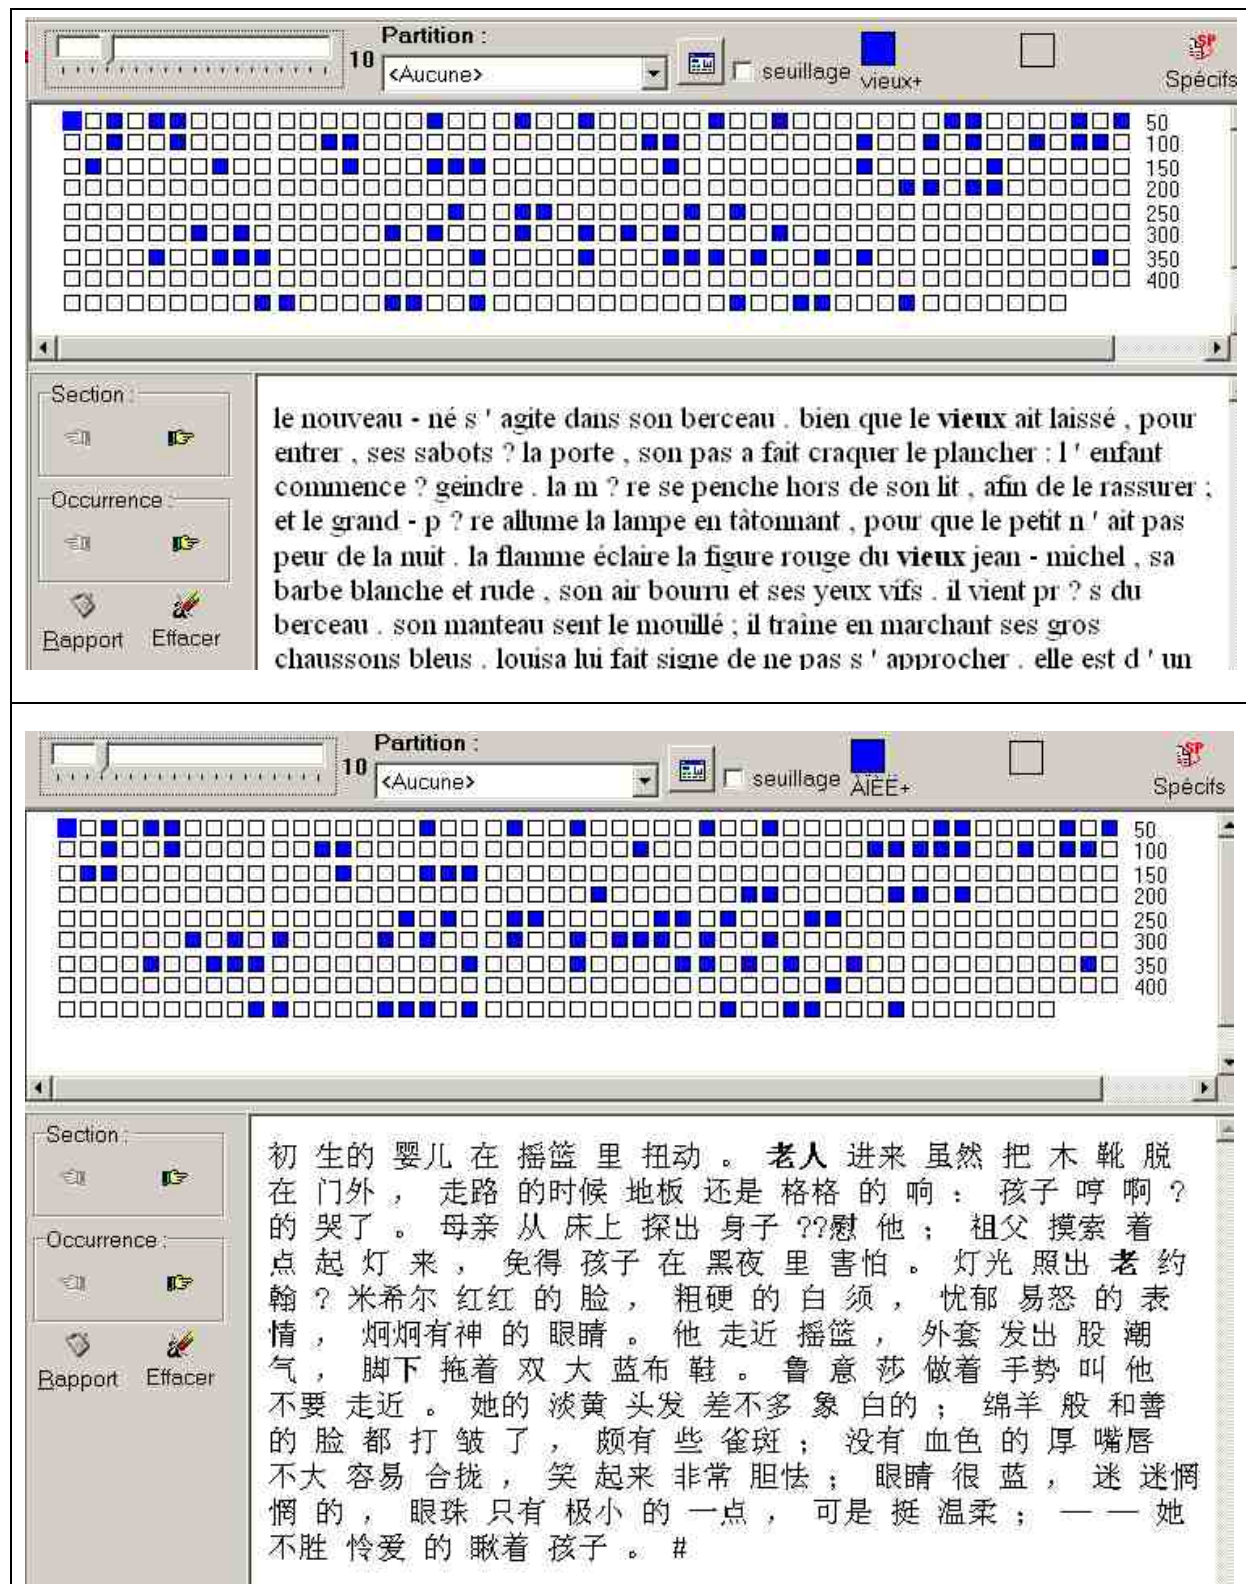 Partition :
10 <Aucune> seuillage vieux+ SP Spécifs
50
100
150
200
250
300
350
400
Section :
Occurrence :
Rapport Effacer
le nouveau - né s ' agite dans son berceau . bien que le vieux ait laissé , pour
entrer , ses sabots ? la porte , son pas a fait craquer le plancher : l ' enfant
commence ? geindre . la m ? re se penche hors de son lit , afin de le rassurer ;
et le grand - p ? re allume la lampe en tâtonnant , pour que le petit n ' ait pas
peur de la nuit . la flamme éclaire la figure rouge du vieux jean - michel , sa
barbe blanche et rude , son air bourru et ses yeux vifs . il vient pr ? s du
berceau . son manteau sent le mouillé ; il traîne en marchant ses gros
chaussons bleus . louisa lui fait signe de ne pas s ' approcher . elle est d ' un
Partition :
10 <Aucune> seuillage ÀÏÈË+ SP Spécifs
50
100
150
200
250
300
350
400
Section :
Occurrence :
Rapport Effacer
初 生的 婴儿 在 摇篮 里 扭动 。 老人 进来 虽然 把 木 靴 脱
在 门外 ， 走路 的时候 地板 还是 格格 的 响 ： 孩子 哼 啊 ?
的 哭了 。 母亲 从 床上 探出 身子 ??慰 他 ； 祖父 摸索 着
点 起 灯 来 ， 免得 孩子 在 黑夜 里 害怕 。 灯光 照出 老 约
翰 ? 米希尔 红红 的 脸 ， 粗硬 的 白 须 ， 忧郁 易怒 的 表
情 ， 炯炯有神 的 眼睛 。 他 走近 摇篮 ， 外套 发出 股 潮
气 ， 脚下 拖着 双 大 蓝布 鞋 。 鲁 意 莎 做着 手势 叫 他
不要 走近 。 她的 淡黄 头发 差不多 象 白的 ； 绵羊 般 和善
的 脸 都 打 皱 了 ， 颇有 些 雀斑 ； 没有 血色 的 厚 嘴唇
不大 容易 合拢 ， 笑 起来 非常 胆怯 ； 眼睛 很 蓝 ， 迷 迷惘
惘 的 ， 眼珠 只有 极小 的 一点 ， 可是 挺 温柔 ； — — 她
不胜 怜爱 的 瞅着 孩子 。 #